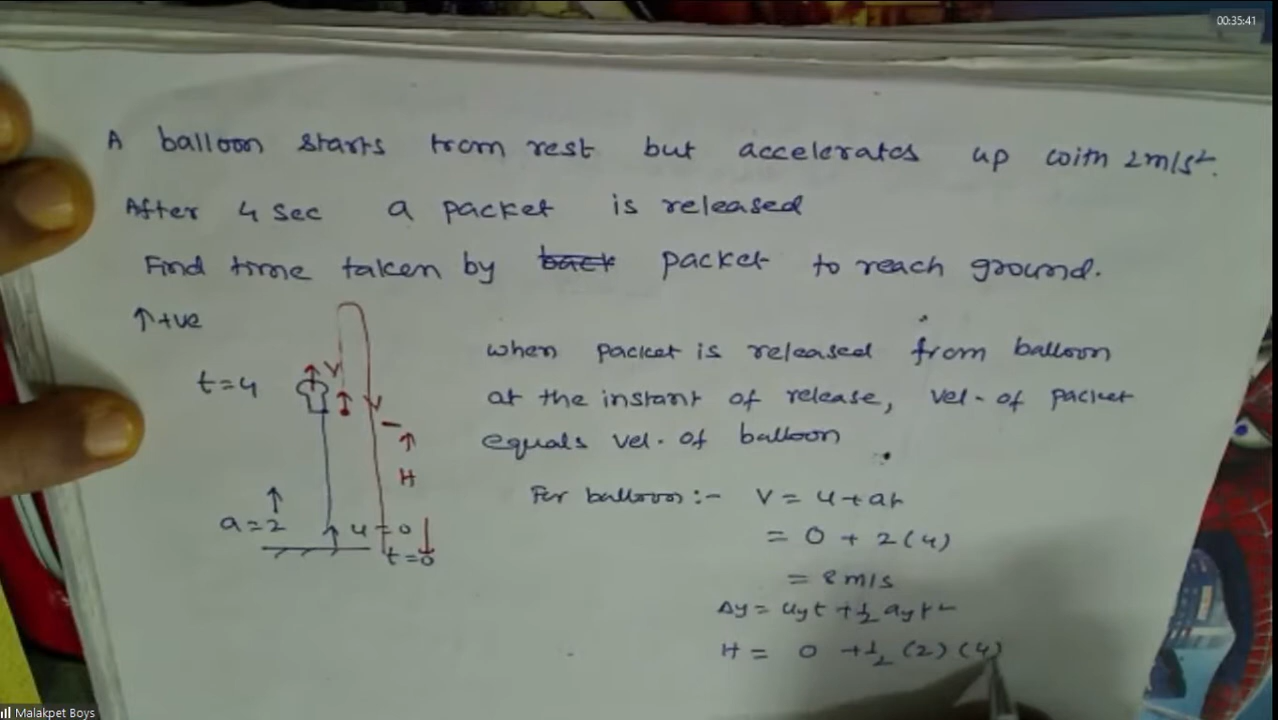 00:35:41
A balloon starts from rest but accelerates up with 2m/s².
After 4 sec a packet is released
Find time taken by back packet to reach ground.
↑+ve
t=4
V
H
a=2
u=0
t=0
when packet is released from balloon
at the instant of release, vel. of packet
equals vel. of balloon
For balloon:- V = u+at
= 0 + 2(4)
= 8m/s
Δy = uyt + ½ ayt²
H = 0 + ½ (2) (4)
Malakpet Boys